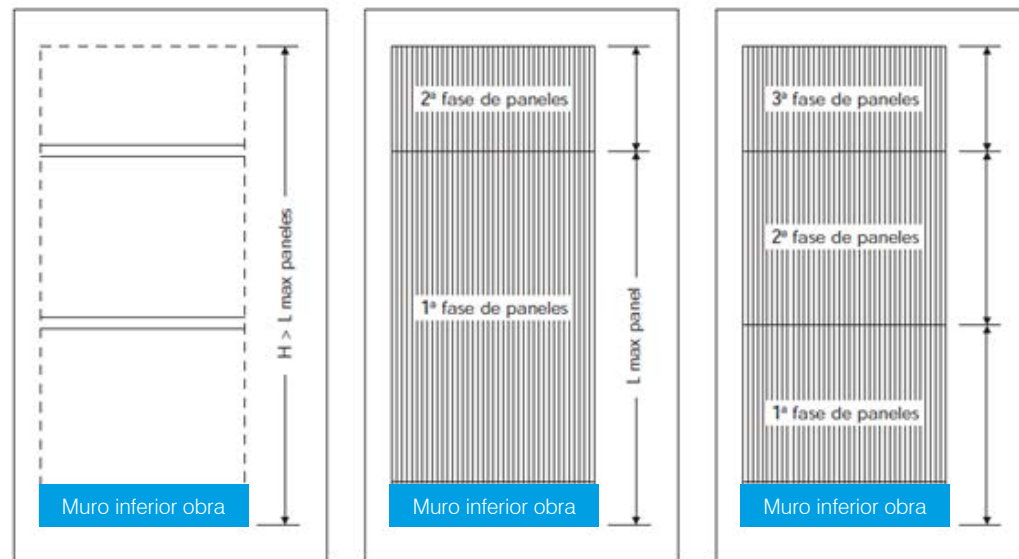 H > L max paneles
Muro inferior obra
2ª fase de paneles
1ª fase de paneles
L max panel
Muro inferior obra
3ª fase de paneles
2ª fase de paneles
1ª fase de paneles
Muro inferior obra